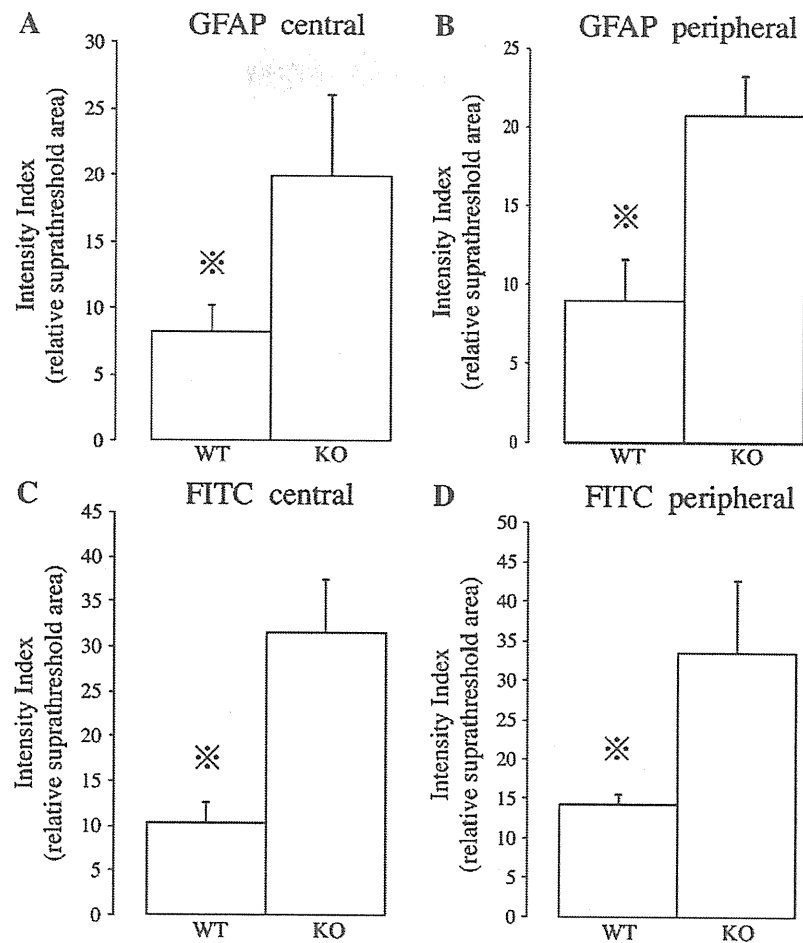 A GFAP central
Intensity Index
(relative suprathreshold area)
30
25
20
15
10
5
0
※
WT KO
B GFAP peripheral
Intensity Index
(relative suprathreshold area)
25
20
15
10
5
0
※
WT KO
C FITC central
Intensity Index
(relative suprathreshold area)
45
40
35
30
25
20
15
10
5
0
※
WT KO
D FITC peripheral
Intensity Index
(relative suprathreshold area)
50
45
40
35
30
25
20
15
10
5
0
※
WT KO